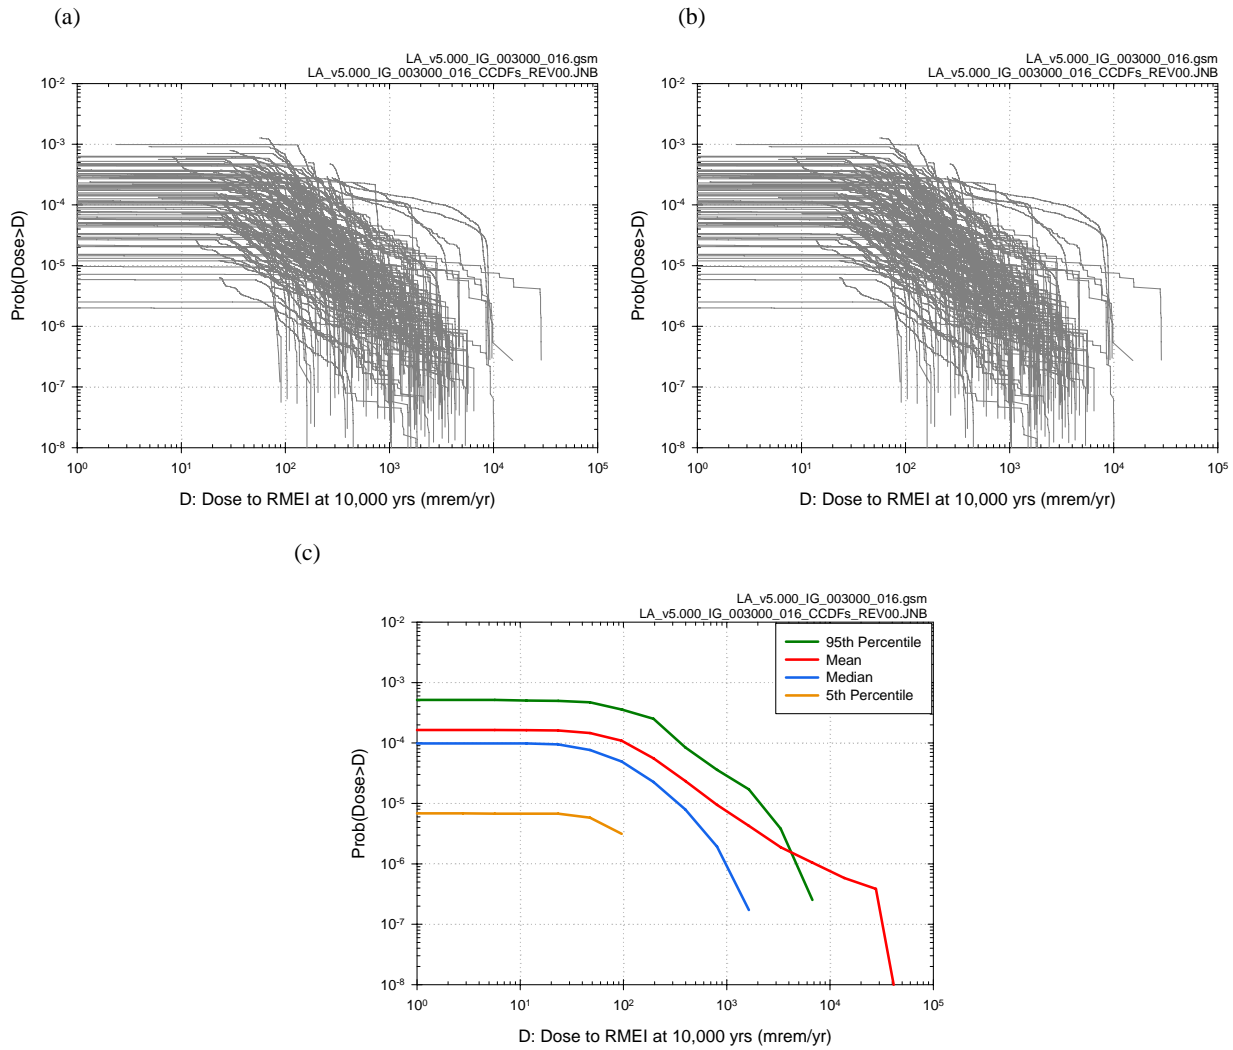 (a)
(b)
LA_v5.000_IG_003000_016.gsm
LA_v5.000_IG_003000_016_CCDFs_REV00.JNB
10⁻²
10⁻³
10⁻⁴
10⁻⁵
10⁻⁶
10⁻⁷
10⁻⁸
Prob(Dose>D)
10⁰ 10¹ 10² 10³ 10⁴ 10⁵
D: Dose to RMEI at 10,000 yrs (mrem/yr)
LA_v5.000_IG_003000_016.gsm
LA_v5.000_IG_003000_016_CCDFs_REV00.JNB
10⁻²
10⁻³
10⁻⁴
10⁻⁵
10⁻⁶
10⁻⁷
10⁻⁸
Prob(Dose>D)
10⁰ 10¹ 10² 10³ 10⁴ 10⁵
D: Dose to RMEI at 10,000 yrs (mrem/yr)
(c)
LA_v5.000_IG_003000_016.gsm
LA_v5.000_IG_003000_016_CCDFs_REV00.JNB
10⁻²
10⁻³
10⁻⁴
10⁻⁵
10⁻⁶
10⁻⁷
10⁻⁸
Prob(Dose>D)
95th Percentile
Mean
Median
5th Percentile
10⁰ 10¹ 10² 10³ 10⁴ 10⁵
D: Dose to RMEI at 10,000 yrs (mrem/yr)